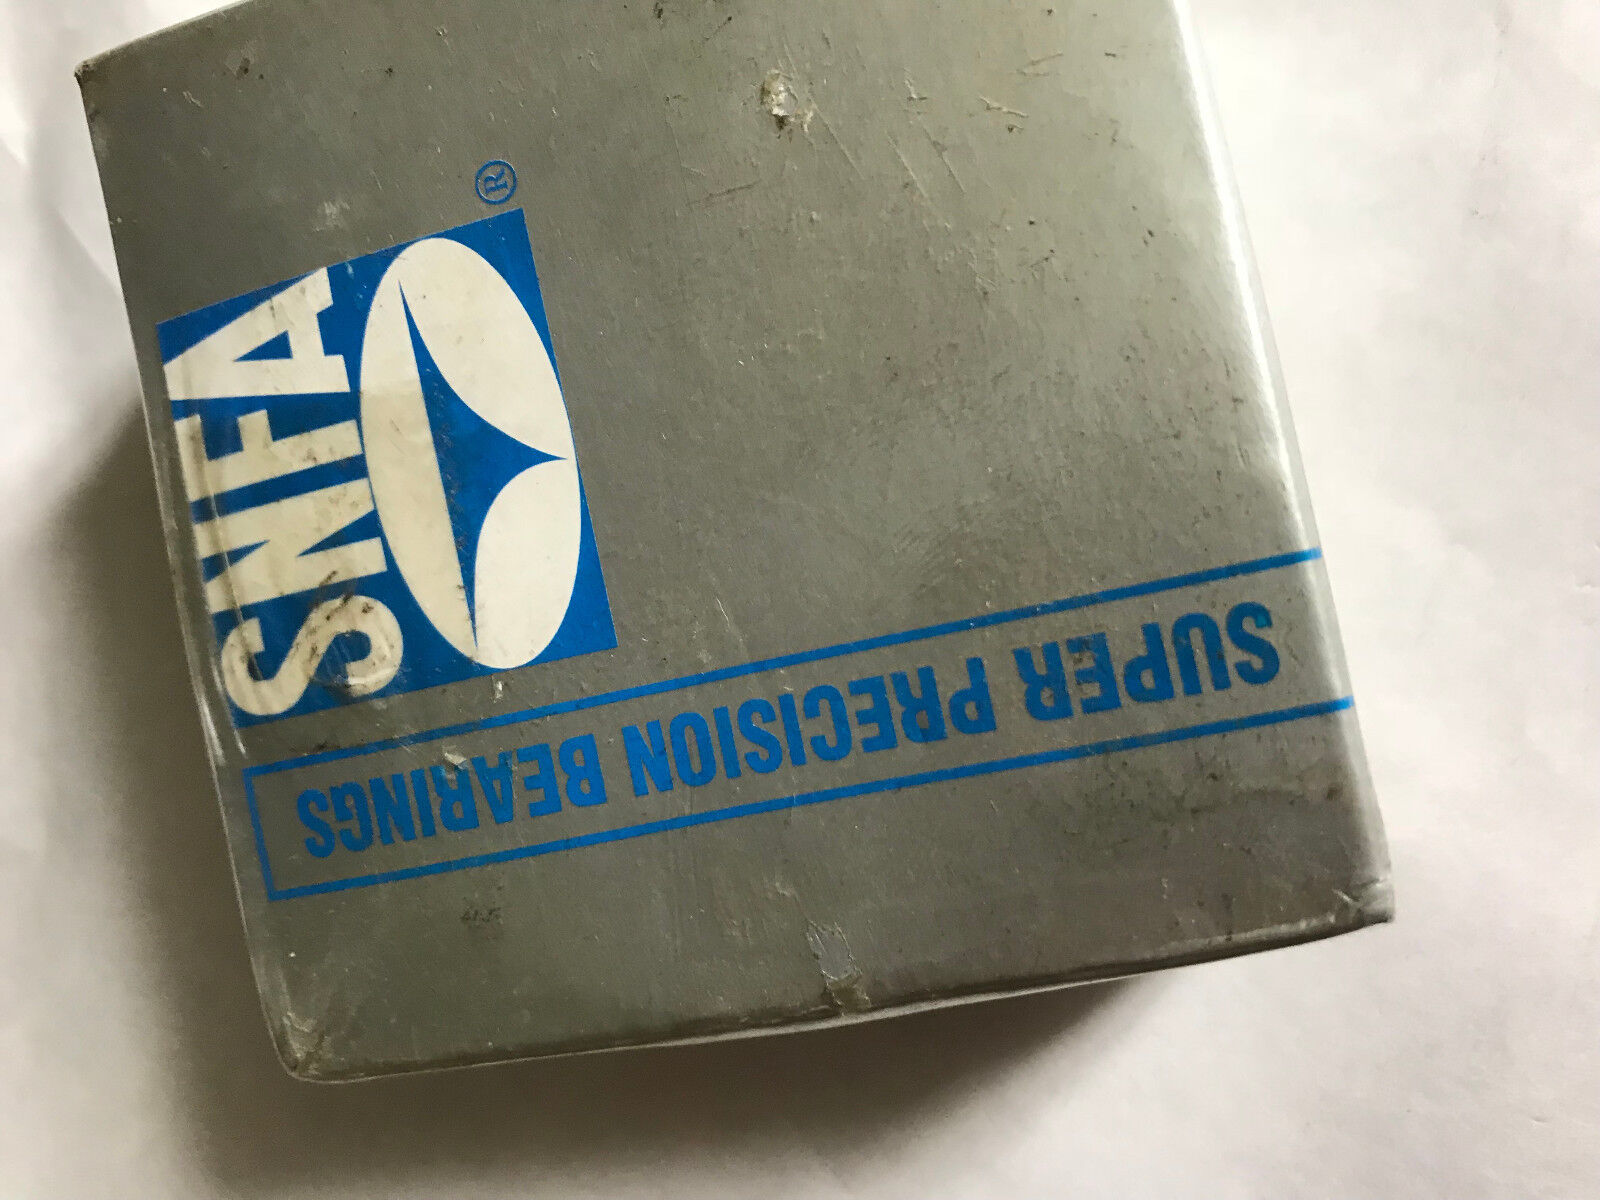 SNFA
®
SUPER PRECISION BEARINGS